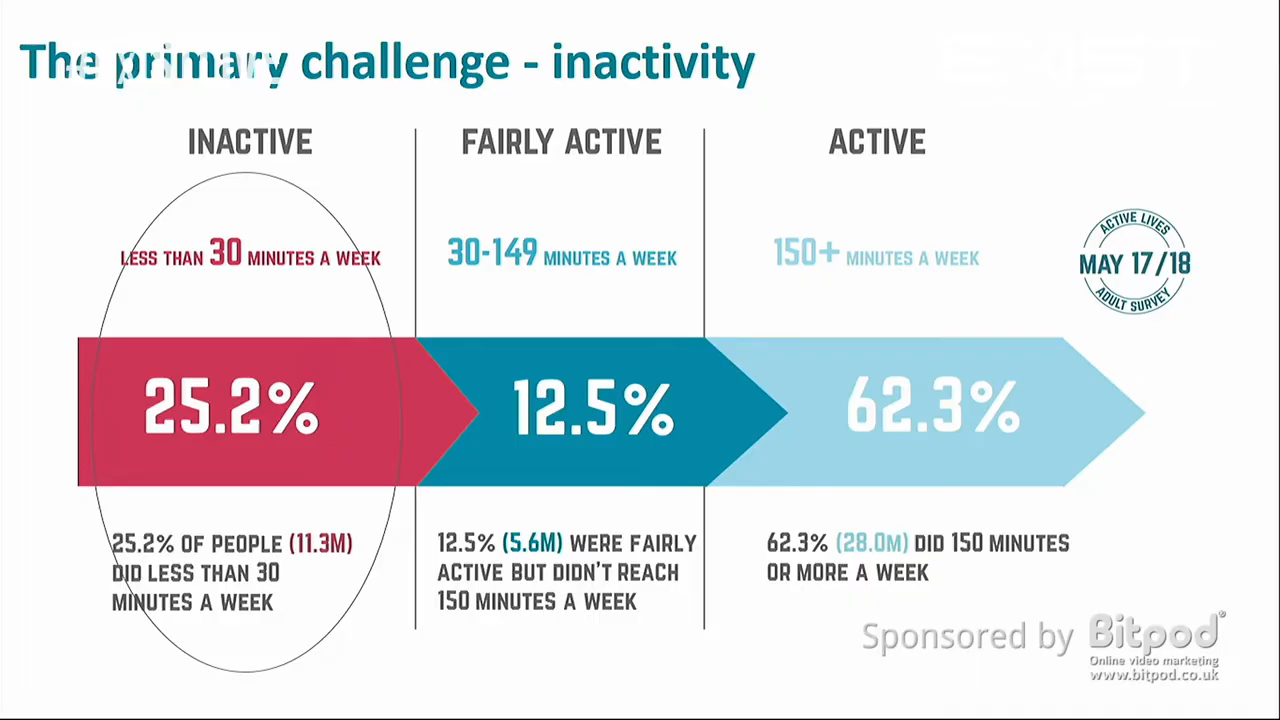 The primary challenge - inactivity
INACTIVE
FAIRLY ACTIVE
ACTIVE
LESS THAN 30 MINUTES A WEEK
30-149 MINUTES A WEEK
150+ MINUTES A WEEK
ACTIVE LIVES
MAY 17/18
ADULT SURVEY
25.2%
12.5%
62.3%
25.2% OF PEOPLE (11.3M)
DID LESS THAN 30
MINUTES A WEEK
12.5% (5.6M) WERE FAIRLY
ACTIVE BUT DIDN'T REACH
150 MINUTES A WEEK
62.3% (28.0M) DID 150 MINUTES
OR MORE A WEEK
Sponsored by Bitpod®
Online video marketing
www.bitpod.co.uk